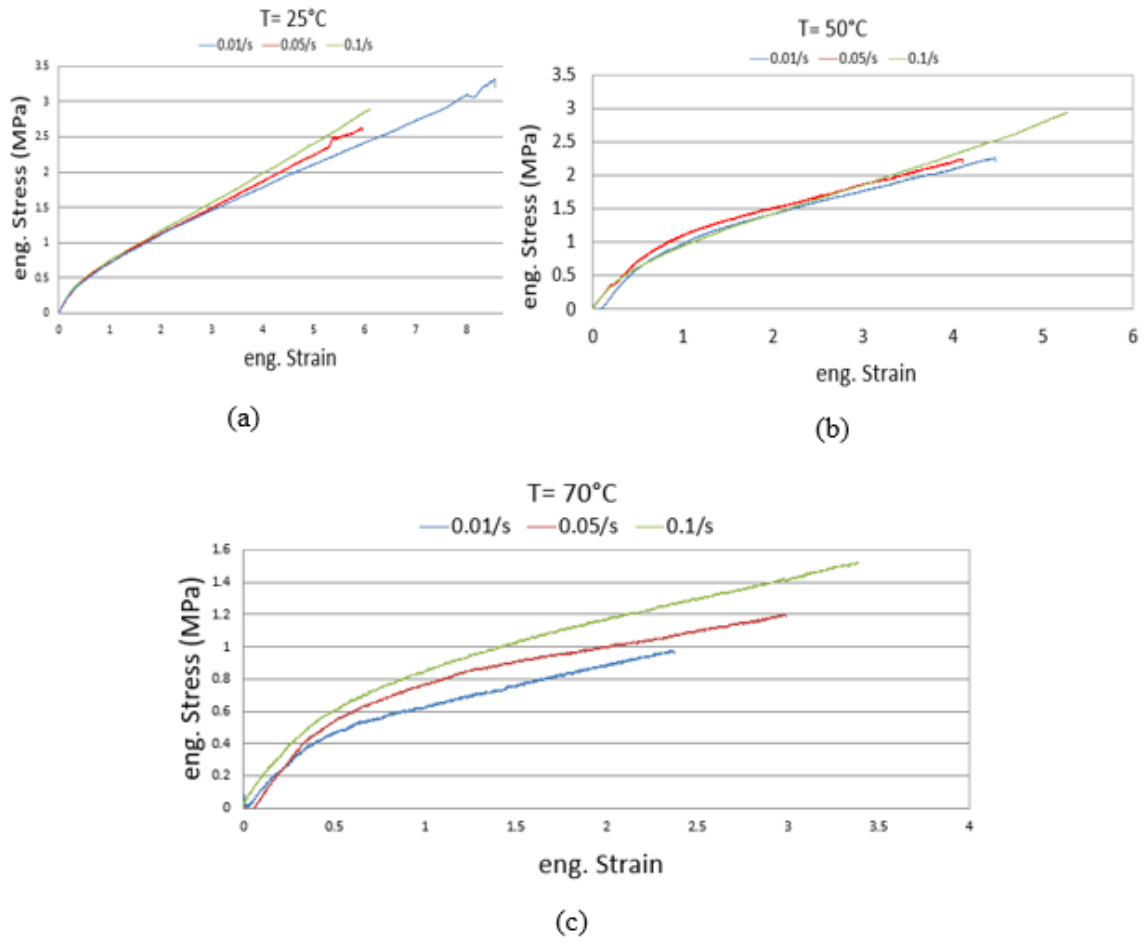 T= 25°C
0.01/s 0.05/s 0.1/s
3.5
3
2.5
2
1.5
1
0.5
0
0 1 2 3 4 5 6 7 8
eng. Stress (MPa)
eng. Strain
(a)
T= 50°C
0.01/s 0.05/s 0.1/s
3.5
3
2.5
2
1.5
1
0.5
0
0 1 2 3 4 5 6
eng. Stress (MPa)
eng. Strain
(b)
T= 70°C
0.01/s 0.05/s 0.1/s
1.6
1.4
1.2
1
0.8
0.6
0.4
0.2
0
0 0.5 1 1.5 2 2.5 3 3.5 4
eng. Stress (MPa)
eng. Strain
(c)